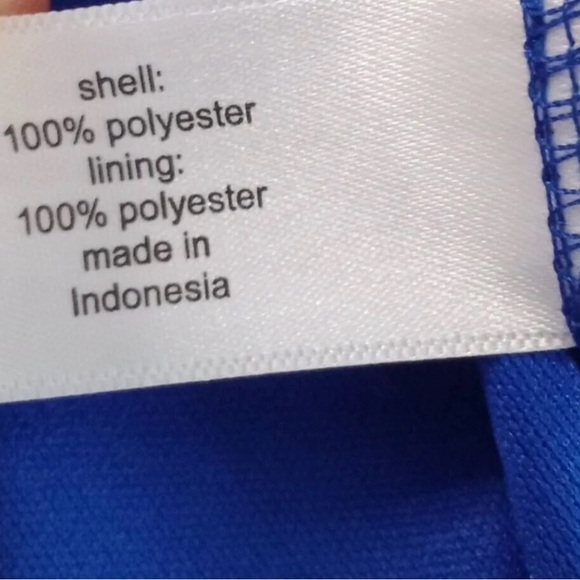 shell:
100% polyester
lining:
100% polyester
made in
Indonesia